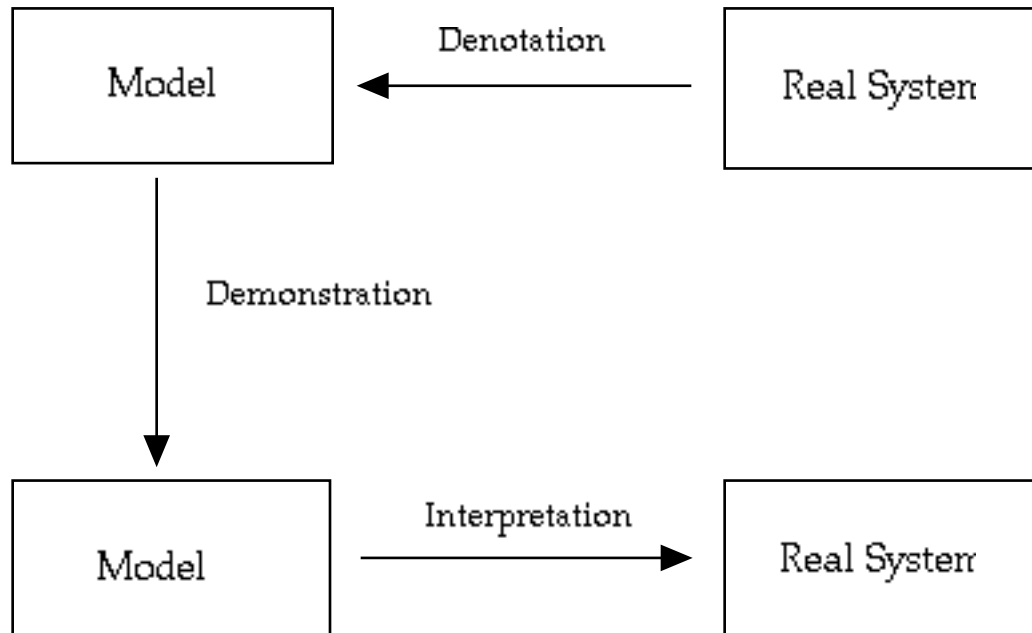 Denotation
Model
Real System
Demonstration
Interpretation
Model
Real System